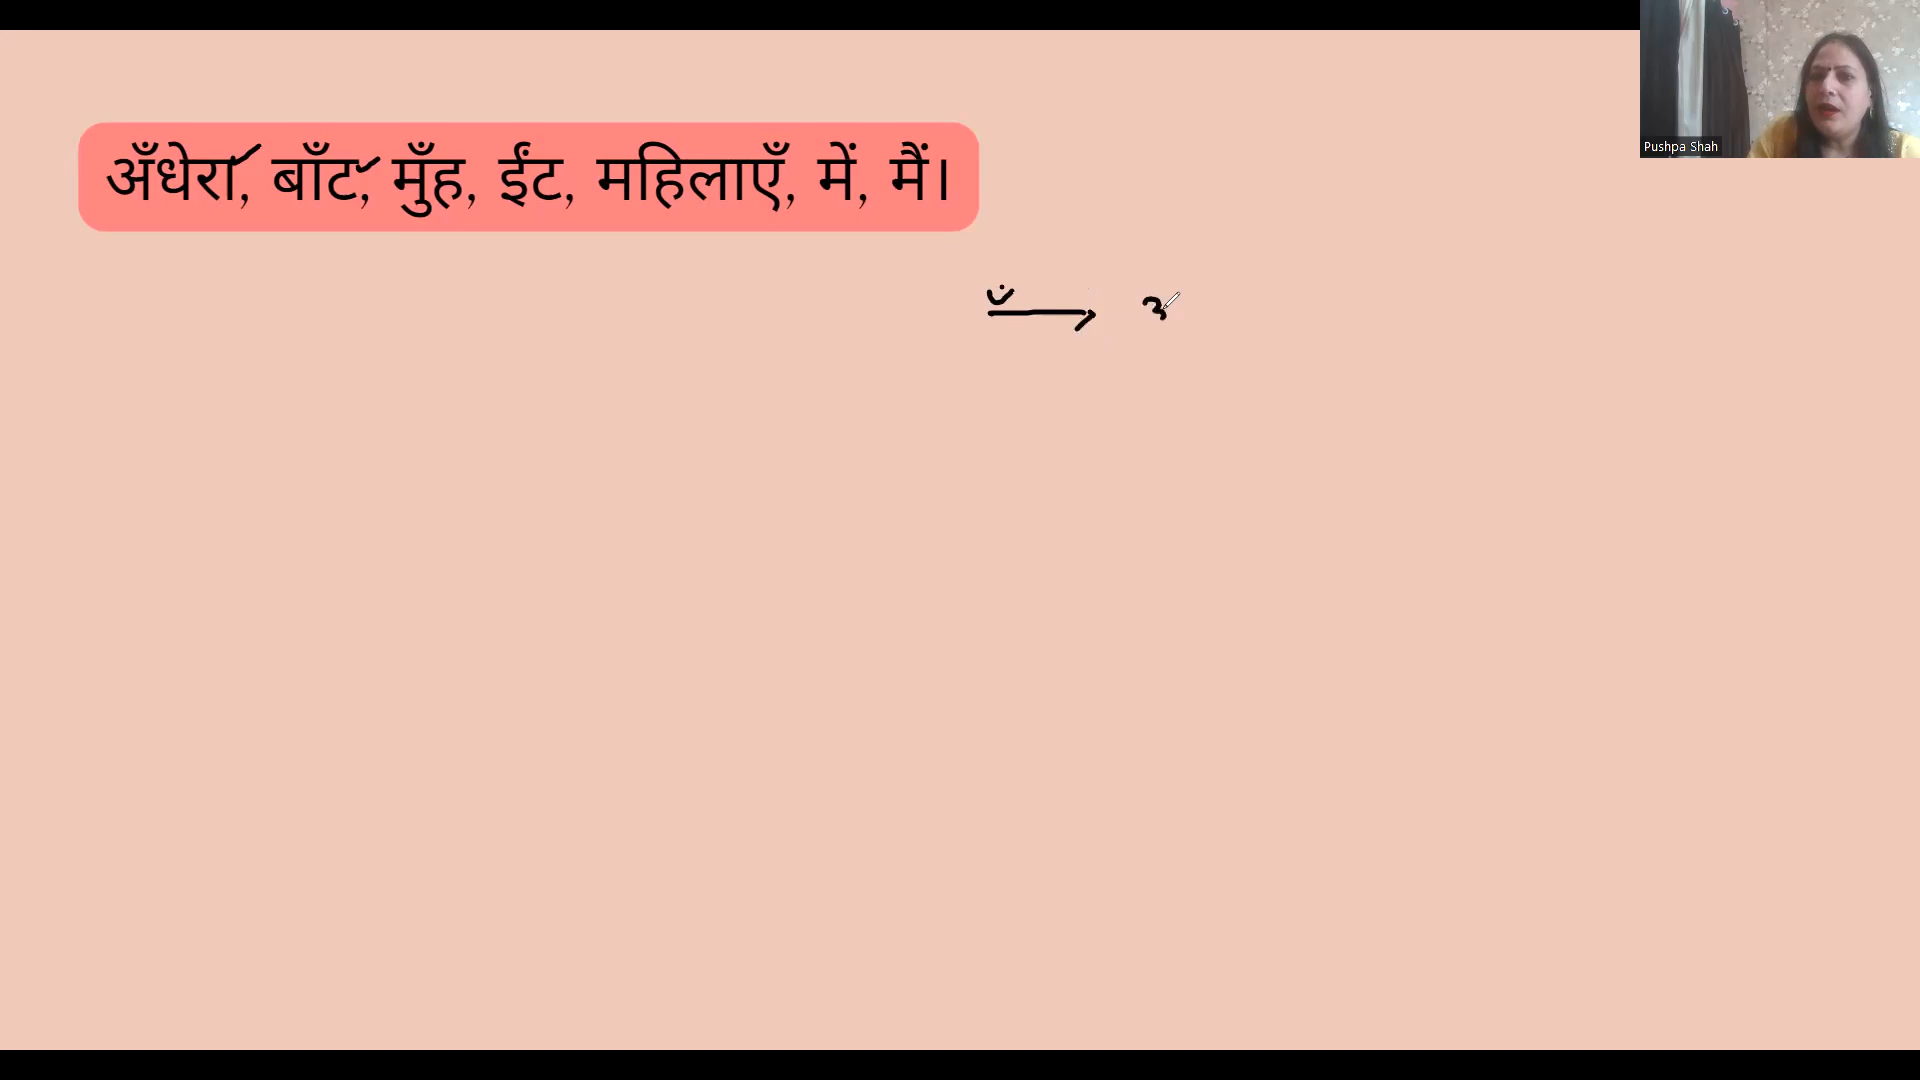 Pushpa Shah
अँधेरा, बाँट, मुँह, ईंट, महिलाएँ, में, मैं।